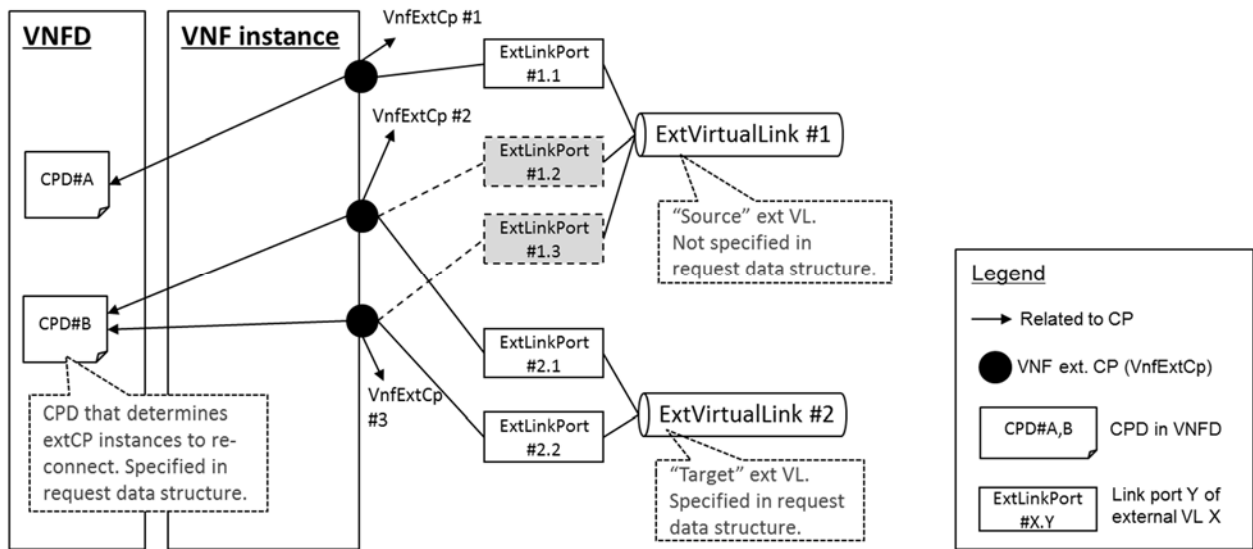 VNFD
VNF instance
VnfExtCp #1
ExtLinkPort
#1.1
VnfExtCp #2
ExtVirtualLink #1
CPD#A
ExtLinkPort
#1.2
“Source” ext VL.
Not specified in
request data structure.
ExtLinkPort
#1.3
CPD#B
ExtLinkPort
#2.1
VnfExtCp
#3
CPD that determines
extCP instances to re-
connect. Specified in
request data structure.
ExtLinkPort
#2.2
ExtVirtualLink #2
“Target” ext VL.
Specified in request
data structure.
Legend
Related to CP
VNF ext. CP (VnfExtCp)
CPD#A,B
CPD in VNFD
ExtLinkPort
#X.Y
Link port Y of
external VL X